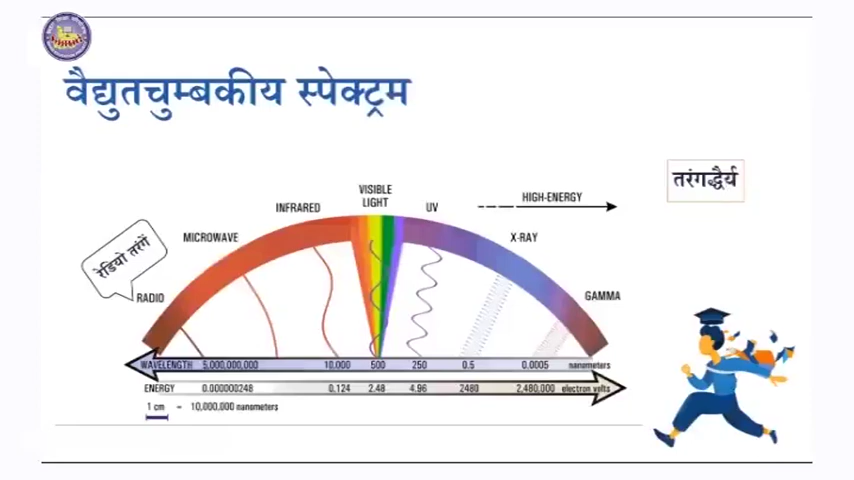 वैद्युतचुम्बकीय स्पेक्ट्रम
तरंगद्धैर्य
VISIBLE
LIGHT
INFRARED
UV
HIGH-ENERGY
MICROWAVE
X-RAY
रेडियो तरंगें
RADIO
GAMMA
WAVELENGTH 5,000,000,000 10,000 500 250 0.5 0.0005 nanometers
ENERGY 0.000000248 0.124 2.48 4.96 2480 2,480,000 electron volts
1 cm = 10,000,000 nanometers